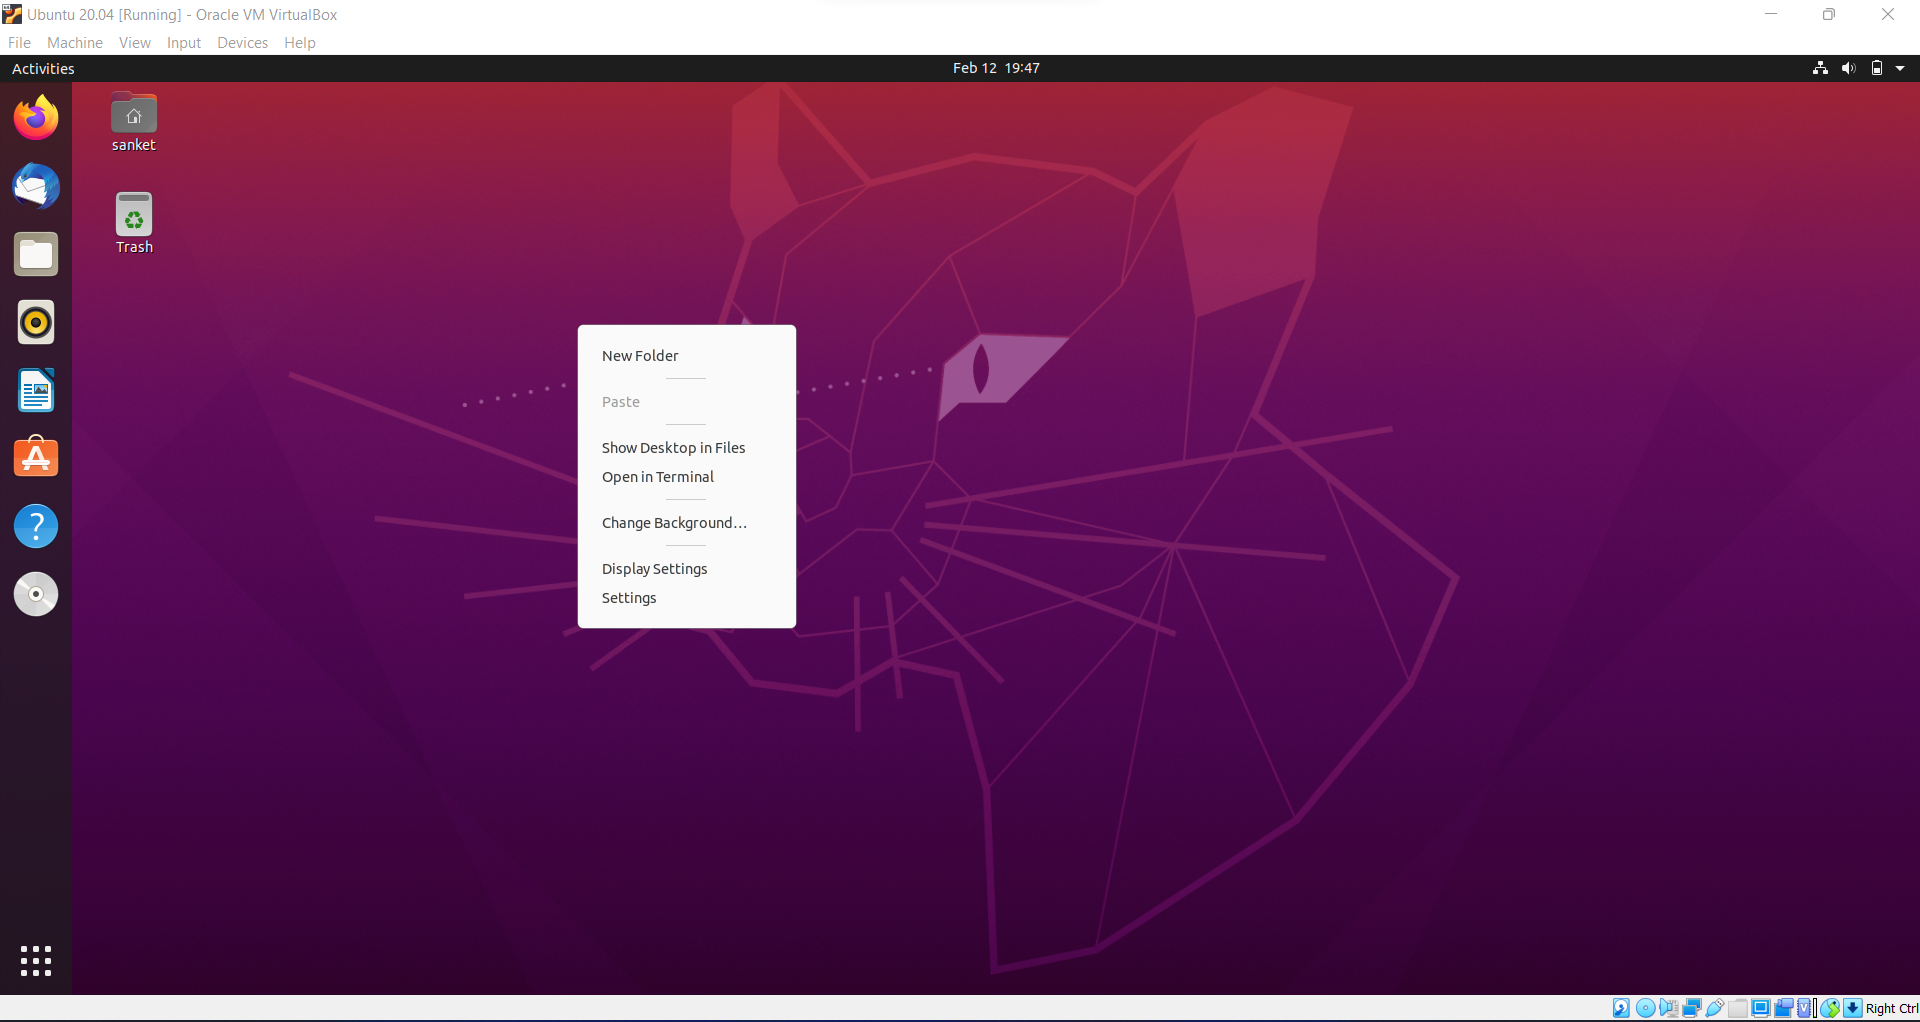 Ubuntu 20.04 [Running] - Oracle VM VirtualBox
File Machine View Input Devices Help
Activities
Feb 12 19:47
sanket
Trash
New Folder
Paste
Show Desktop in Files
Open in Terminal
Change Background…
Display Settings
Settings
Right Ctrl